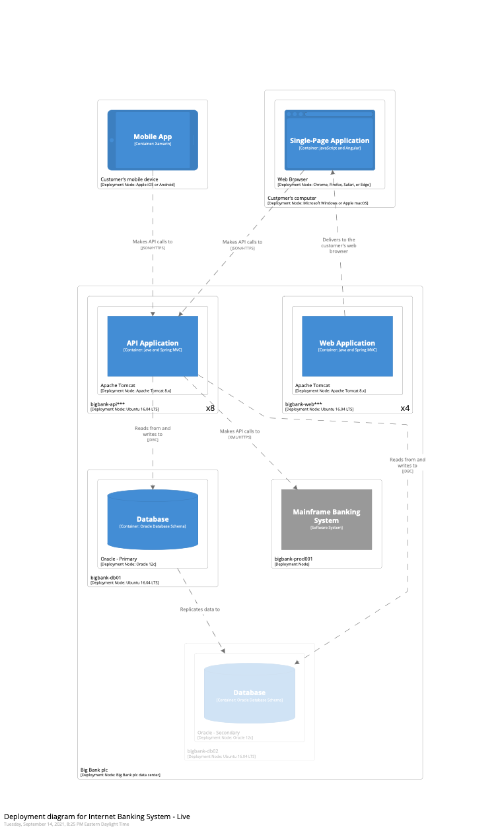 Mobile App
[Container: Xamarin]
Customer's mobile device
[Deployment Node: Apple iOS or Android]
Single-Page Application
[Container: JavaScript and Angular]
Web Browser
[Deployment Node: Chrome, Firefox, Safari, or Edge]
Customer's computer
[Deployment Node: Microsoft Windows or Apple macOS]
Makes API calls to
[JSON/HTTPS]
Makes API calls to
[JSON/HTTPS]
Delivers to the
customer's web
browser
API Application
[Container: Java and Spring MVC]
Apache Tomcat
[Deployment Node: Apache Tomcat 8.x]
bigbank-api***
[Deployment Node: Ubuntu 16.04 LTS]
x8
Web Application
[Container: Java and Spring MVC]
Apache Tomcat
[Deployment Node: Apache Tomcat 8.x]
bigbank-web***
[Deployment Node: Ubuntu 16.04 LTS]
x4
Reads from and
writes to
[JDBC]
Makes API calls to
[XML/HTTPS]
Reads from and
writes to
[JDBC]
Database
[Container: Oracle Database Schema]
Oracle - Primary
[Deployment Node: Oracle 12c]
bigbank-db01
[Deployment Node: Ubuntu 16.04 LTS]
Mainframe Banking
System
[Software System]
bigbank-prod001
[Deployment Node]
Replicates data to
Database
[Container: Oracle Database Schema]
Oracle - Secondary
[Deployment Node: Oracle 12c]
bigbank-db02
[Deployment Node: Ubuntu 16.04 LTS]
Big Bank plc
[Deployment Node: Big Bank plc data center]
Deployment diagram for Internet Banking System - Live
Tuesday, September 14, 2021, 8:25 PM Eastern Daylight Time